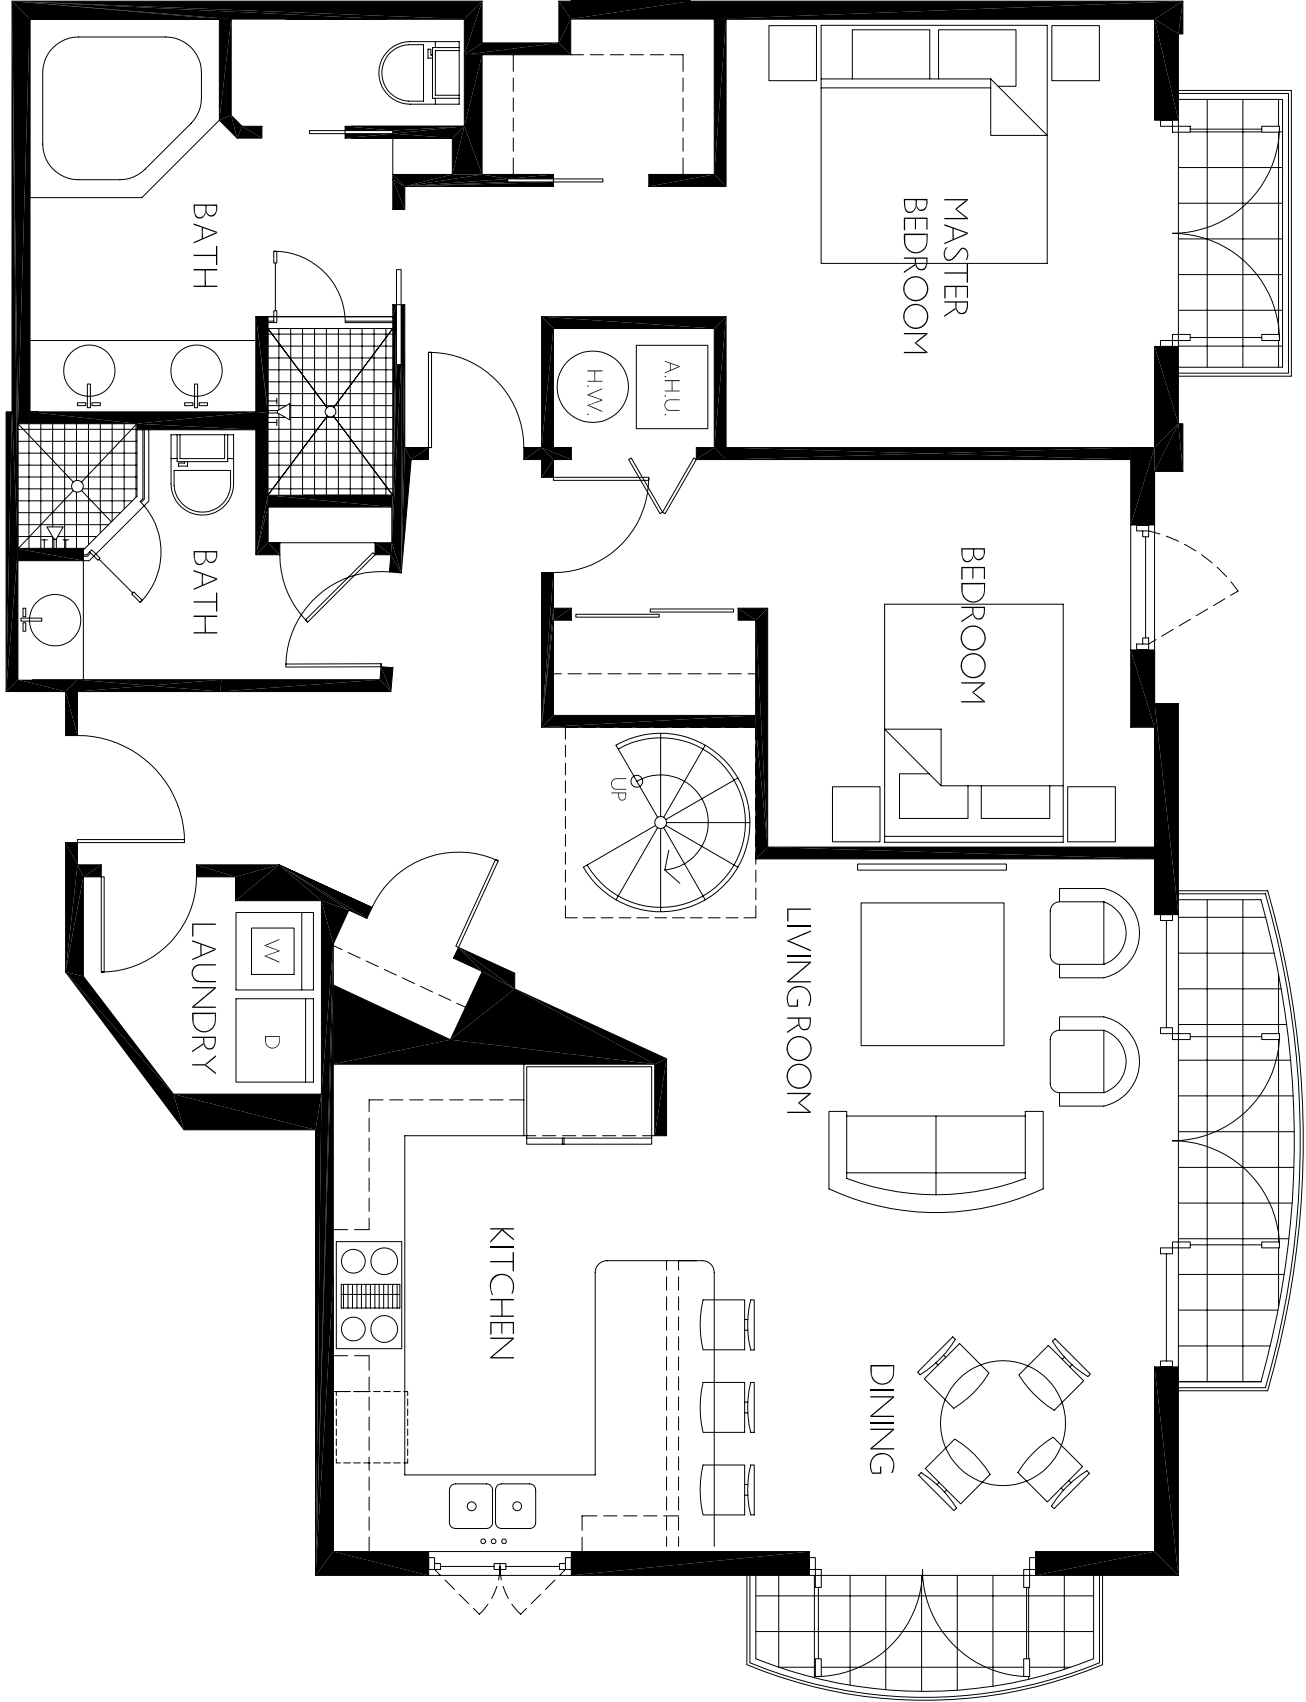 MASTER
BEDROOM
BATH
A.H.U.
H.W.
BEDROOM
BATH
UP
LIVING ROOM
W
LAUNDRY
D
KITCHEN
DINING